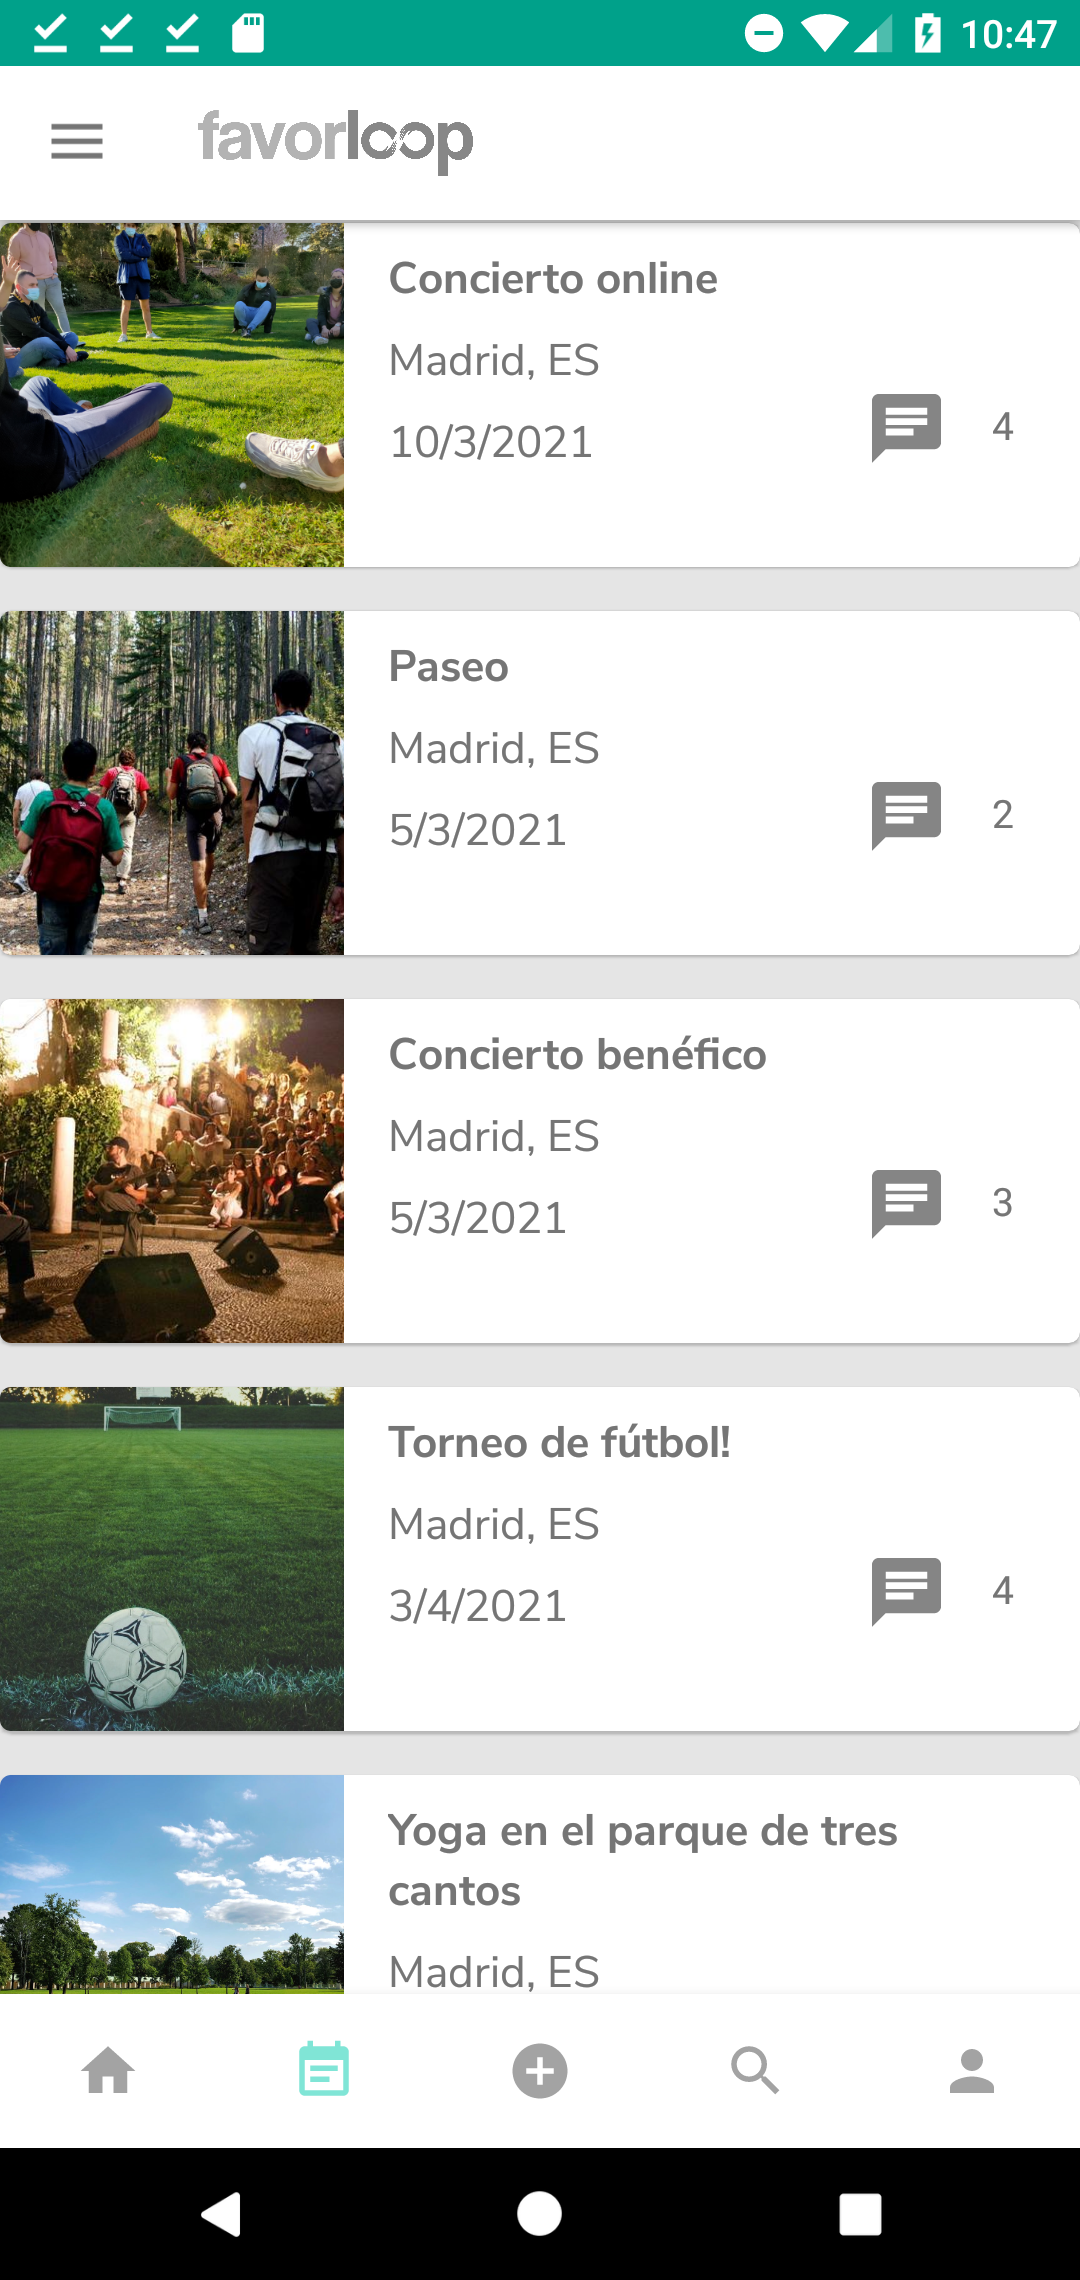 10:47
favorloop
Concierto online
Madrid, ES
10/3/2021
4
Paseo
Madrid, ES
5/3/2021
2
Concierto benéfico
Madrid, ES
5/3/2021
3
Torneo de fútbol!
Madrid, ES
3/4/2021
4
Yoga en el parque de tres
cantos
Madrid, ES